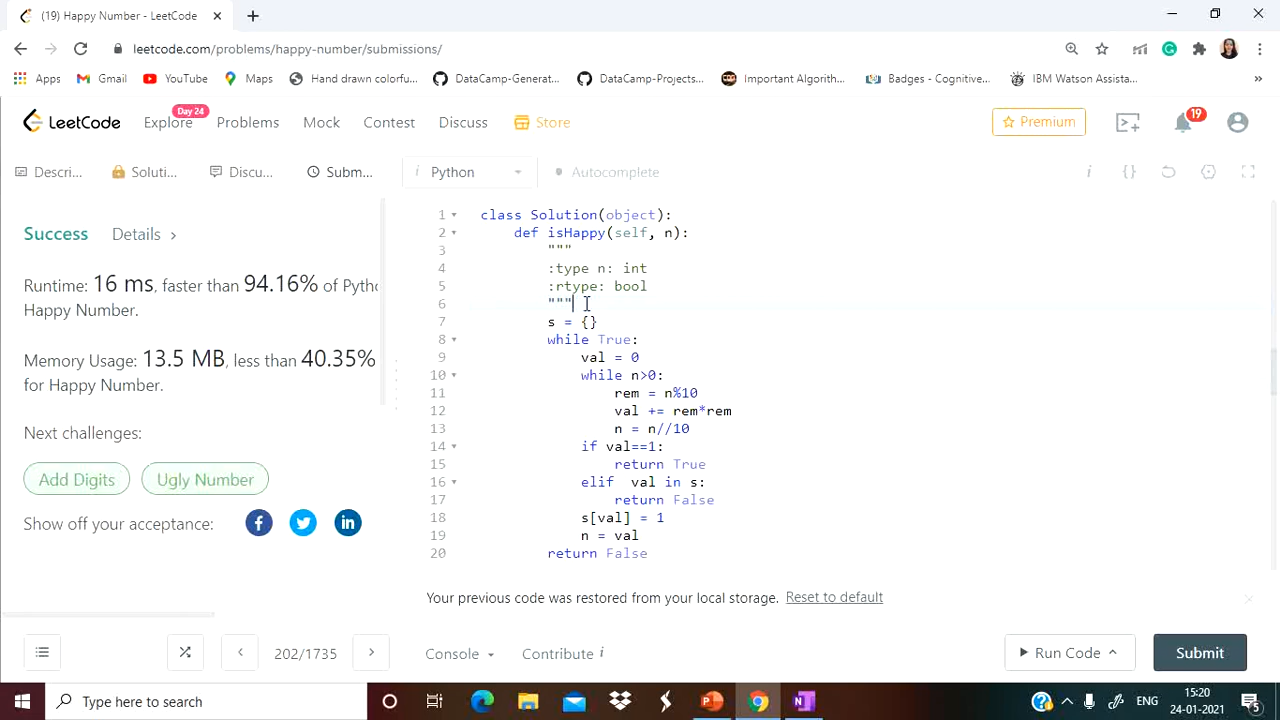 (19) Happy Number - LeetCode
leetcode.com/problems/happy-number/submissions/
Apps Gmail YouTube Maps Hand drawn colorfu... DataCamp-Generat... DataCamp-Projects... Important Algorith... Badges - Cognitive... IBM Watson Assista... »
LeetCode Explore Day 24 Problems Mock Contest Discuss Store Premium 19
Descri... Soluti... Discu... Subm... i Python Autocomplete i {}
1 class Solution(object):
2 def isHappy(self, n):
3 """
4 :type n: int
5 :rtype: bool
6 """
7 s = {}
8 while True:
9 val = 0
10 while n>0:
11 rem = n%10
12 val += rem*rem
13 n = n//10
14 if val==1:
15 return True
16 elif val in s:
17 return False
18 s[val] = 1
19 n = val
20 return False
Success Details >
Runtime: 16 ms, faster than 94.16% of Pytho
Happy Number.
Memory Usage: 13.5 MB, less than 40.35%
for Happy Number.
Next challenges:
Add Digits Ugly Number
Show off your acceptance:
Your previous code was restored from your local storage. Reset to default
202/1735 Console Contribute i Run Code Submit
Type here to search ENG 15:20
24-01-2021 5